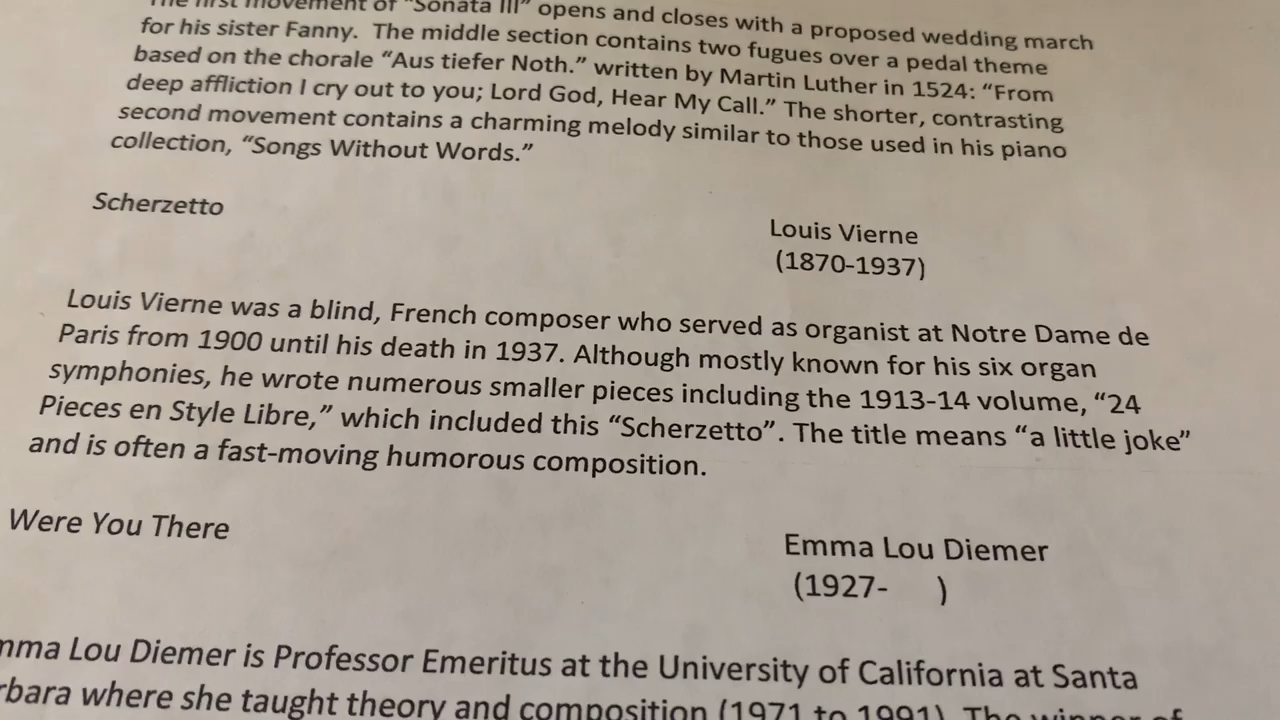 The first movement of "Sonata III" opens and closes with a proposed wedding march
for his sister Fanny. The middle section contains two fugues over a pedal theme
based on the chorale "Aus tiefer Noth." written by Martin Luther in 1524: "From
deep affliction I cry out to you; Lord God, Hear My Call." The shorter, contrasting
second movement contains a charming melody similar to those used in his piano
collection, "Songs Without Words."
Scherzetto
Louis Vierne
(1870-1937)
Louis Vierne was a blind, French composer who served as organist at Notre Dame de
Paris from 1900 until his death in 1937. Although mostly known for his six organ
symphonies, he wrote numerous smaller pieces including the 1913-14 volume, "24
Pieces en Style Libre," which included this "Scherzetto". The title means "a little joke"
and is often a fast-moving humorous composition.
Were You There
Emma Lou Diemer
(1927- )
mma Lou Diemer is Professor Emeritus at the University of California at Santa
rbara where she taught theory and composition (1971 to 1991). The winner of